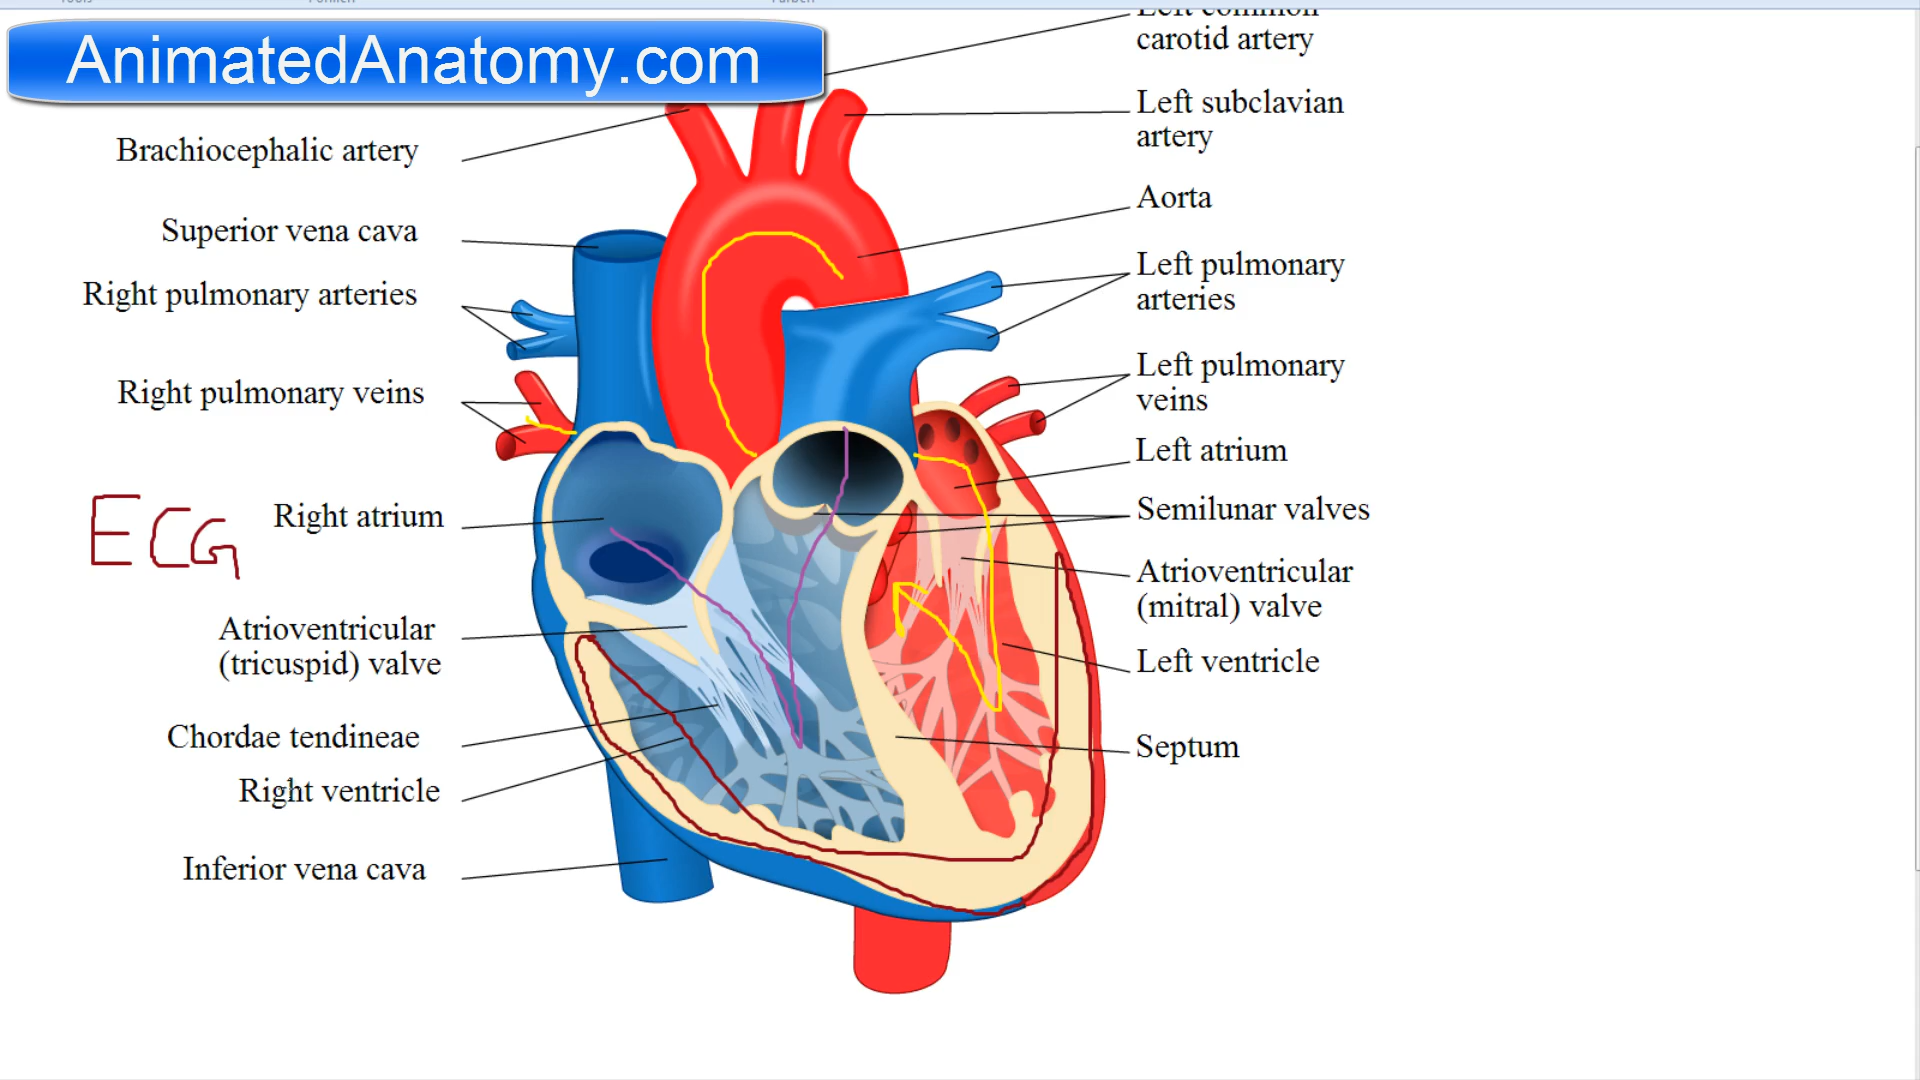 AnimatedAnatomy.com
carotid artery
Left subclavian
artery
Brachiocephalic artery
Aorta
Superior vena cava
Left pulmonary
arteries
Right pulmonary arteries
Left pulmonary
veins
Right pulmonary veins
Left atrium
Semilunar valves
ECG
Right atrium
Atrioventricular
(mitral) valve
Atrioventricular
(tricuspid) valve
Left ventricle
Chordae tendineae
Septum
Right ventricle
Inferior vena cava